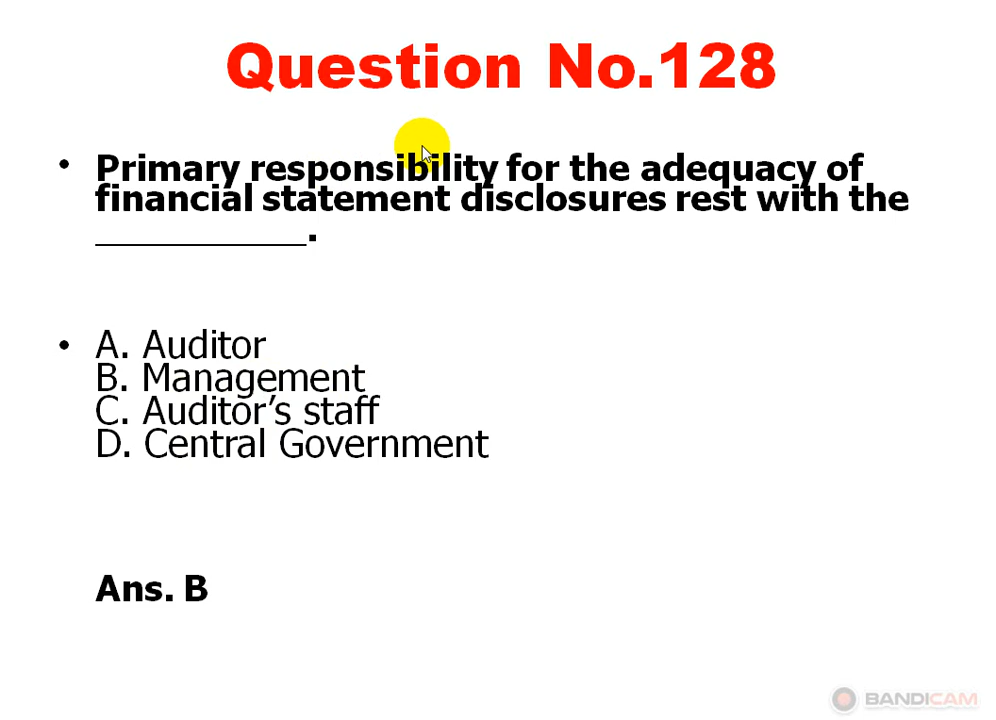 Question No.128
• Primary responsibility for the adequacy of
financial statement disclosures rest with the
___________.
• A. Auditor
B. Management
C. Auditor’s staff
D. Central Government
Ans. B
BANDICAM